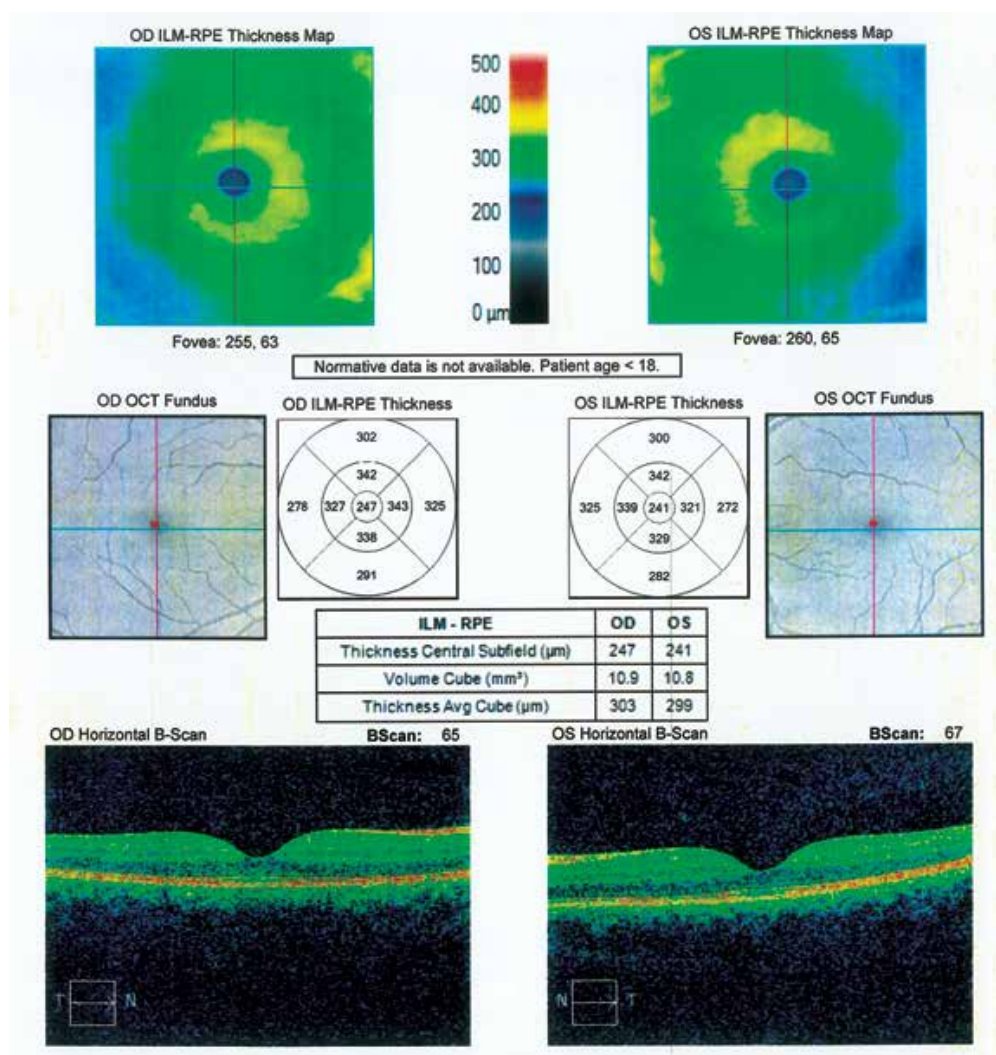 OD ILM-RPE Thickness Map
OS ILM-RPE Thickness Map
500
400
300
200
100
0 µm
Fovea: 255, 63
Fovea: 260, 65
Normative data is not available. Patient age < 18.
OD OCT Fundus
OD ILM-RPE Thickness
OS ILM-RPE Thickness
OS OCT Fundus
302
342
278 327 247 343 325
338
291
300
342
325 339 241 321 272
329
282
ILM - RPE OD OS
Thickness Central Subfield (µm) 247 241
Volume Cube (mm³) 10.9 10.8
Thickness Avg Cube (µm) 303 299
OD Horizontal B-Scan BScan: 65
OS Horizontal B-Scan BScan: 67
T N
N T